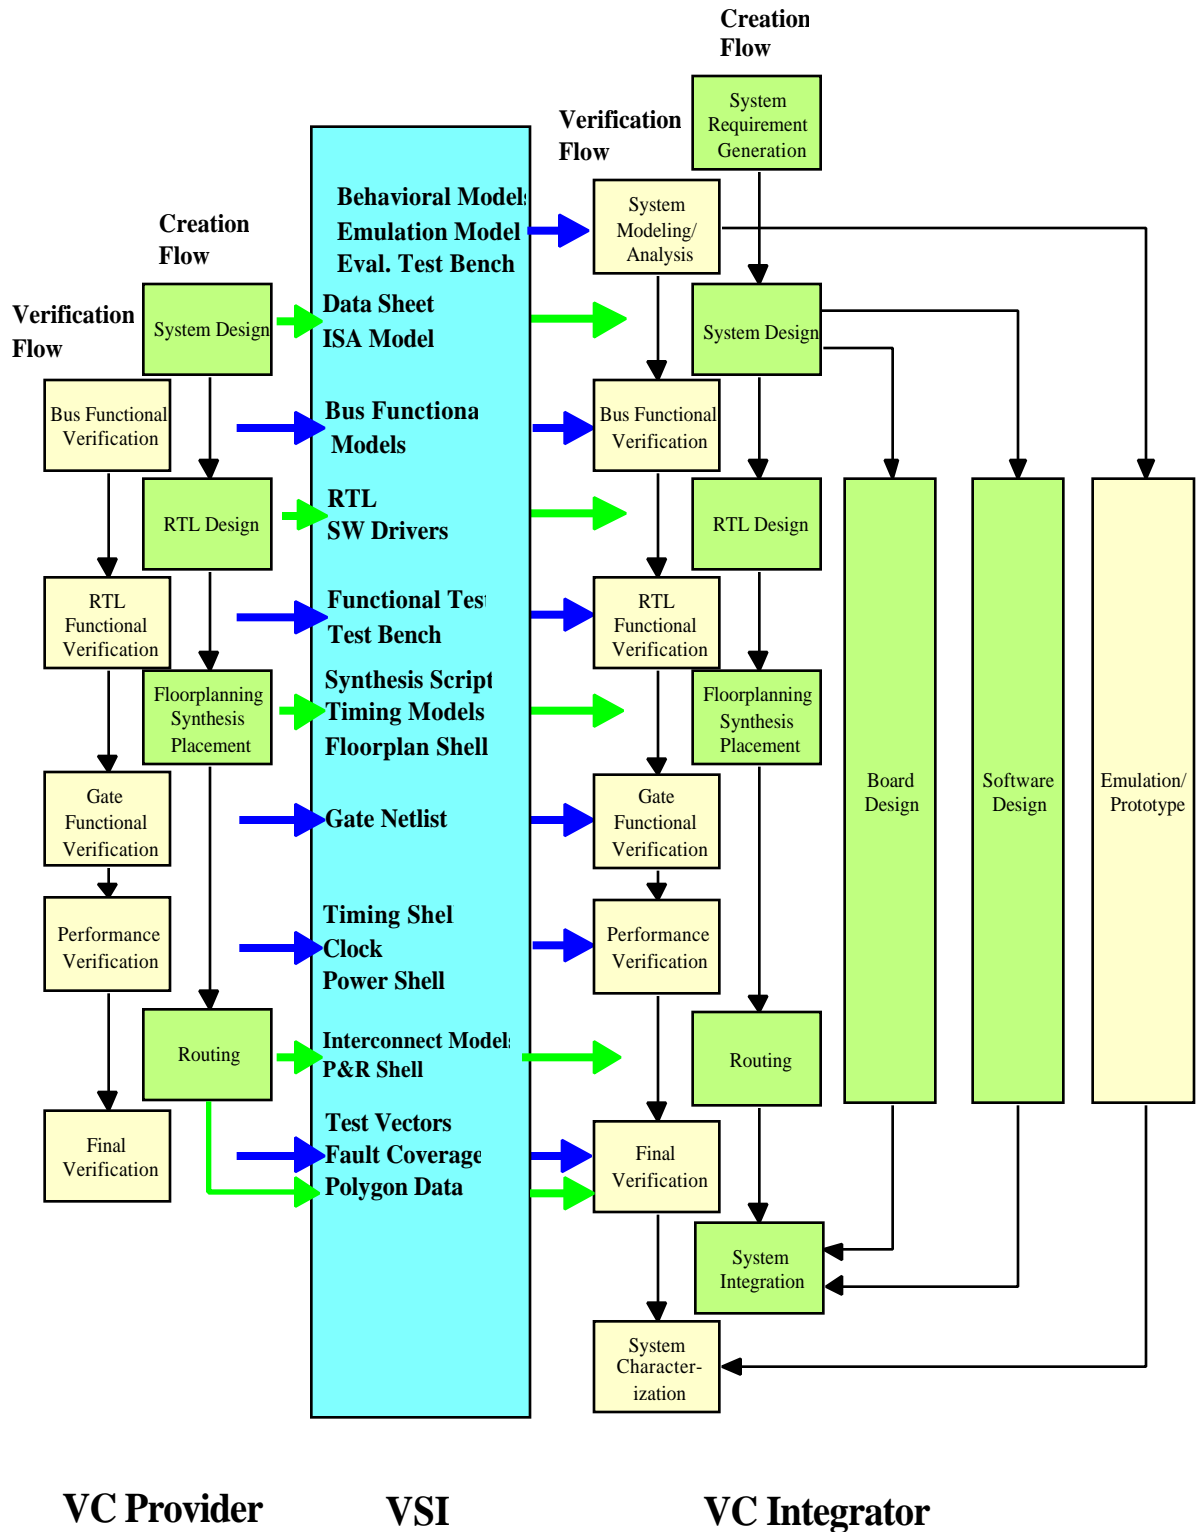 Creation
Flow
System
Requirement
Generation
Verification
Flow
System
Modeling/
Analysis
System Design
Bus Functional
Verification
RTL Design
RTL
Functional
Verification
Floorplanning
Synthesis
Placement
Gate
Functional
Verification
Performance
Verification
Routing
Final
Verification
System
Integration
System
Character-
ization
Board
Design
Software
Design
Emulation/
Prototype
Behavioral Models
Emulation Model
Eval. Test Bench
Data Sheet
ISA Model
Bus Functiona
Models
RTL
SW Drivers
Functional Test
Test Bench
Synthesis Script
Timing Models
Floorplan Shell
Gate Netlist
Timing Shel
Clock
Power Shell
Interconnect Models
P&R Shell
Test Vectors
Fault Coverage
Polygon Data
Creation
Flow
Verification
Flow
System Design
Bus Functional
Verification
RTL Design
RTL
Functional
Verification
Floorplanning
Synthesis
Placement
Gate
Functional
Verification
Performance
Verification
Routing
Final
Verification
VC Provider
VSI
VC Integrator